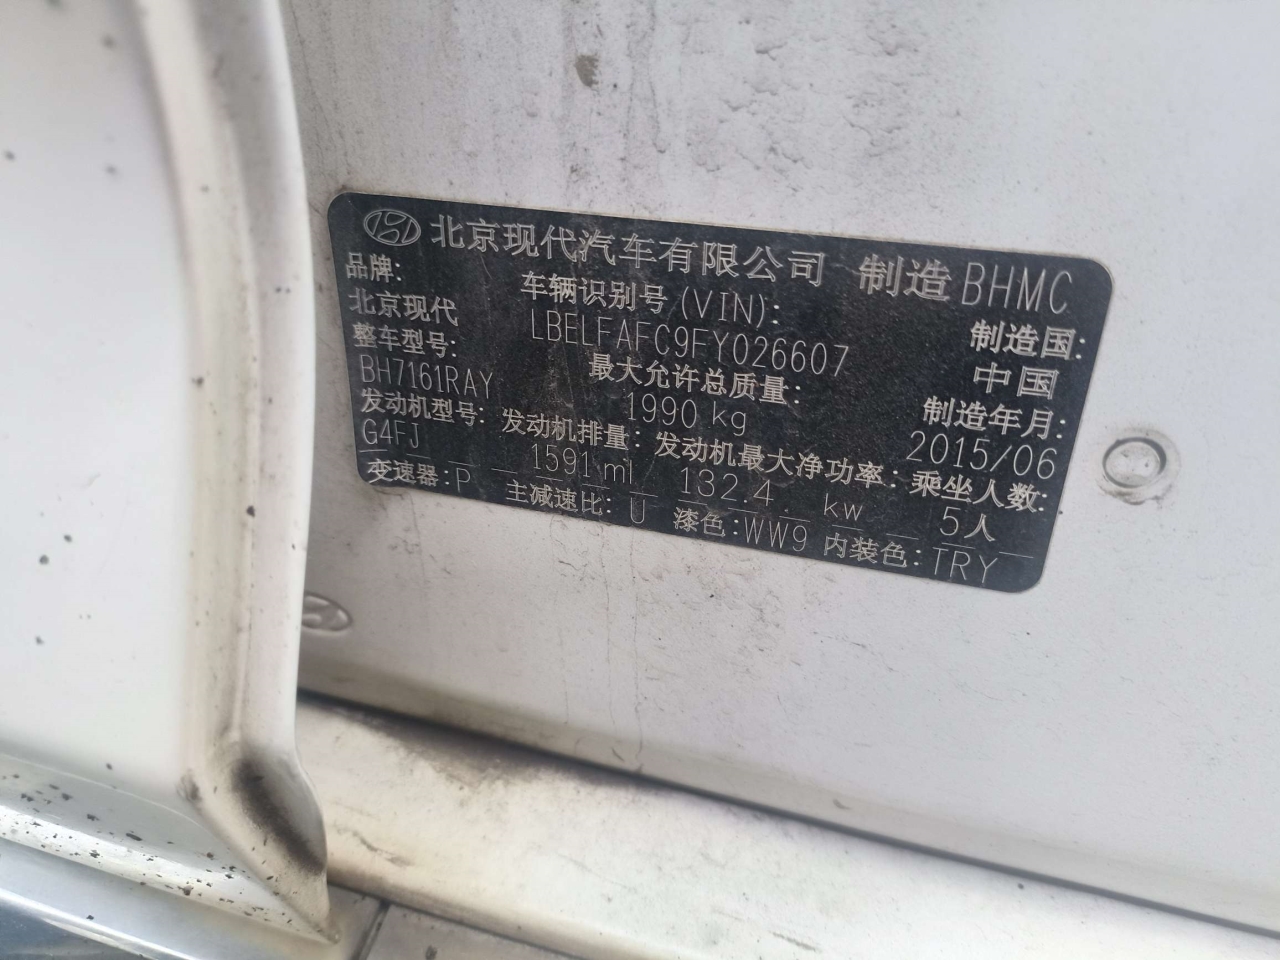 北京现代汽车有限公司 制造 BHMC
品牌: 车辆识别号(VIN): 制造国:
北京现代 LBELFAFC9FY026607 中国
整车型号: 最大允许总质量: 制造年月:
BH7161RAY 1990 kg 2015/06
发动机型号: 发动机排量: 发动机最大净功率: 乘坐人数:
G4FJ 1591 ml 132.4 kw 5人
变速器: P 主减速比: U 漆色: WW9 内装色: TRY